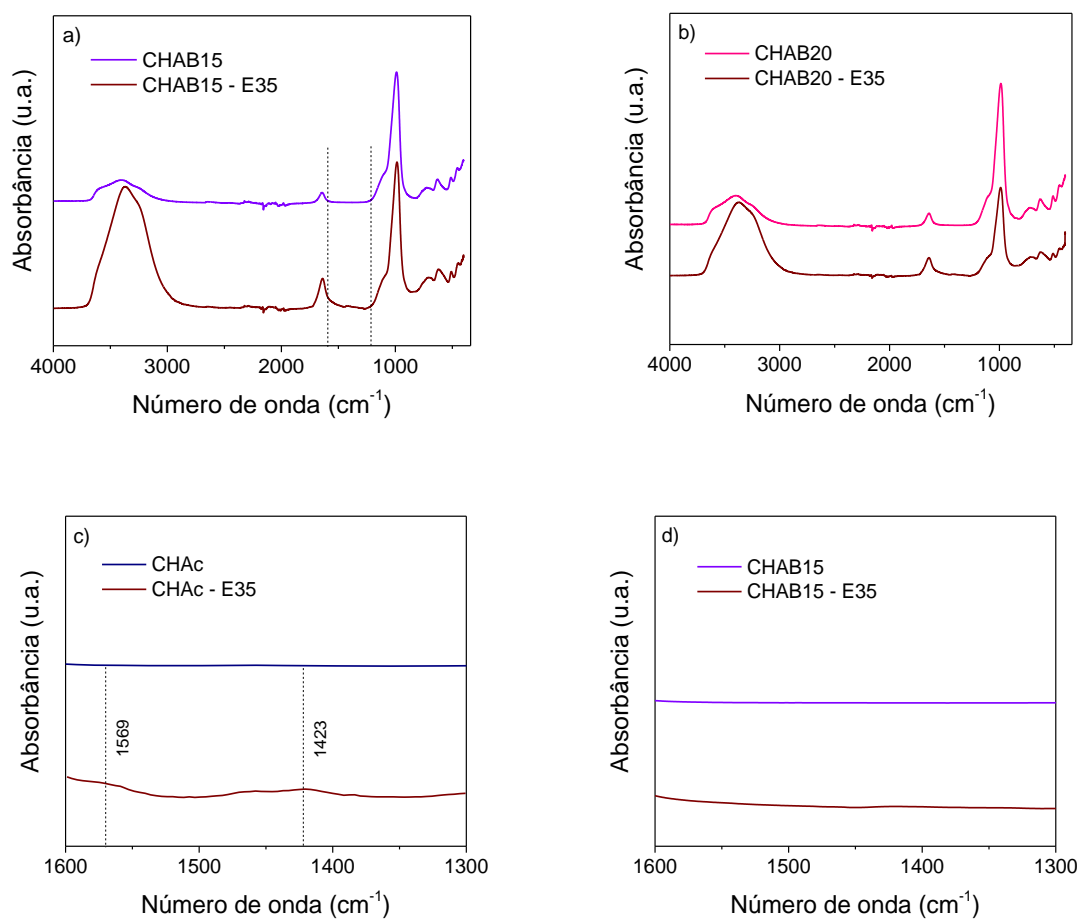 a)
CHAB15
CHAB15 - E35
Absorbância (u.a.)
4000 3000 2000 1000
Número de onda (cm⁻¹)
b)
CHAB20
CHAB20 - E35
Absorbância (u.a.)
4000 3000 2000 1000
Número de onda (cm⁻¹)
c)
CHAc
CHAc - E35
1569
1423
Absorbância (u.a.)
1600 1500 1400 1300
Número de onda (cm⁻¹)
d)
CHAB15
CHAB15 - E35
Absorbância (u.a.)
1600 1500 1400 1300
Número de onda (cm⁻¹)